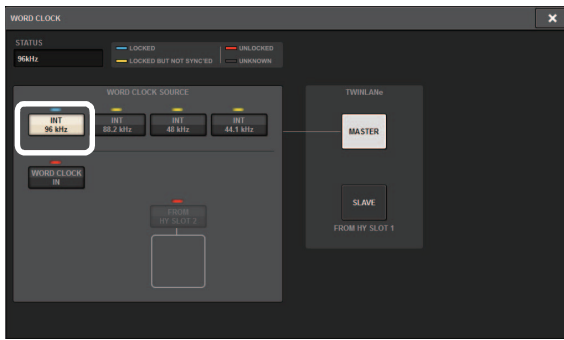 WORD CLOCK
STATUS
96kHz
LOCKED
UNLOCKED
LOCKED BUT NOT SYNC'ED
UNKNOWN
WORD CLOCK SOURCE
INT
96 kHz
INT
88.2 kHz
INT
48 kHz
INT
44.1 kHz
WORD CLOCK
IN
FROM
HY SLOT 2
TWINLANe
MASTER
SLAVE
FROM HY SLOT 1